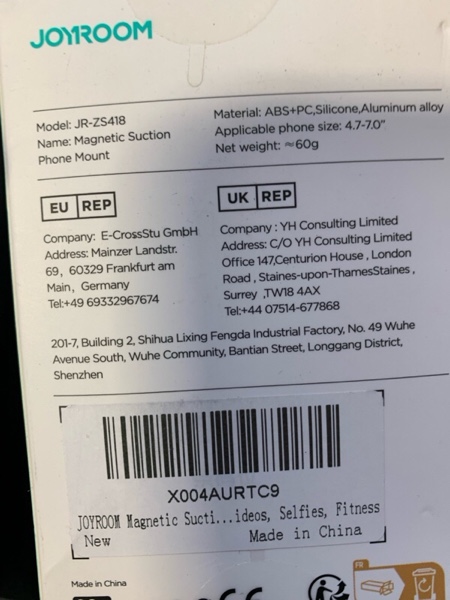 JOYROOM
Model: JR-ZS418
Name: Magnetic Suction
Phone Mount
Material: ABS+PC,Silicone,Aluminum alloy
Applicable phone size: 4.7-7.0"
Net weight: ≈60g
EU REP
Company: E-CrossStu GmbH
Address: Mainzer Landstr.
69, 60329 Frankfurt am
Main, Germany
Tel:+49 69332967674
UK REP
Company : YH Consulting Limited
Address: C/O YH Consulting Limited
Office 147,Centurion House , London
Road , Staines-upon-ThamesStaines ,
Surrey ,TW18 4AX
Tel:+44 07514-677868
201-7, Building 2, Shihua Lixing Fengda Industrial Factory, No. 49 Wuhe
Avenue South, Wuhe Community, Bantian Street, Longgang District,
Shenzhen
X004AURTC9
JOYROOM Magnetic Sucti...ideos, Selfies, Fitness
New
Made in China
Made in China
FR